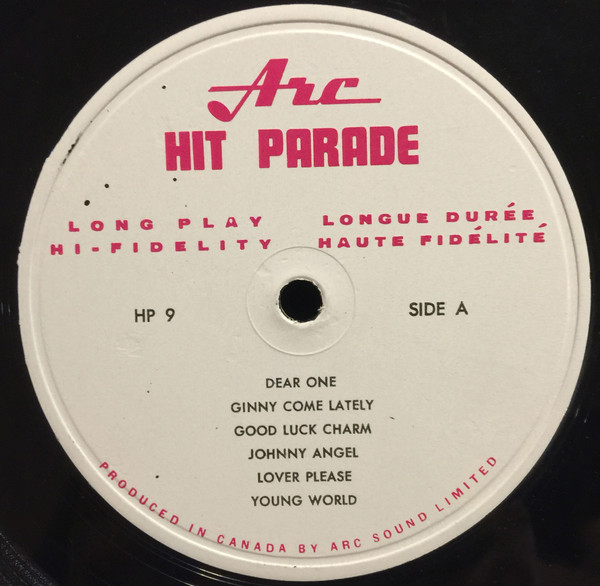 Arc
HIT PARADE
LONG PLAY
HI-FIDELITY
LONGUE DURÉE
HAUTE FIDÉLITÉ
HP 9
SIDE A
DEAR ONE
GINNY COME LATELY
GOOD LUCK CHARM
JOHNNY ANGEL
LOVER PLEASE
YOUNG WORLD
PRODUCED IN CANADA BY ARC SOUND LIMITED